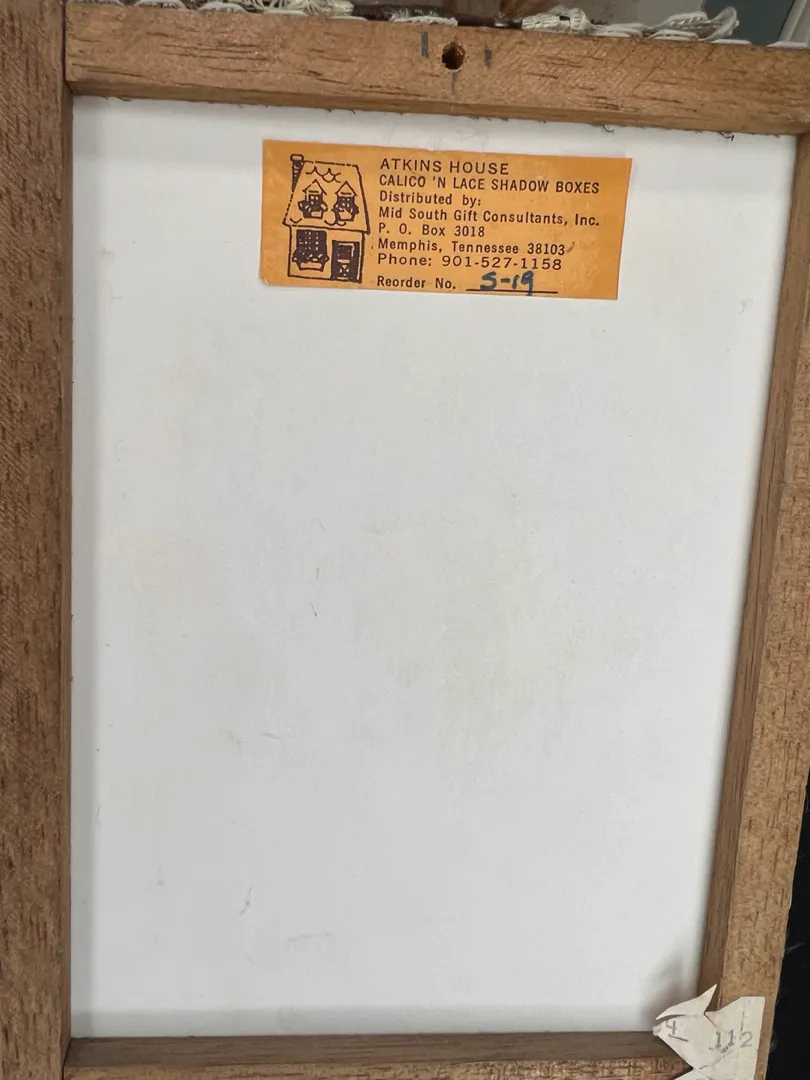 ATKINS HOUSE
CALICO 'N LACE SHADOW BOXES
Distributed by:
Mid South Gift Consultants, Inc.
P. O. Box 3018
Memphis, Tennessee 38103
Phone: 901-527-1158
Reorder No. S-19
4 112